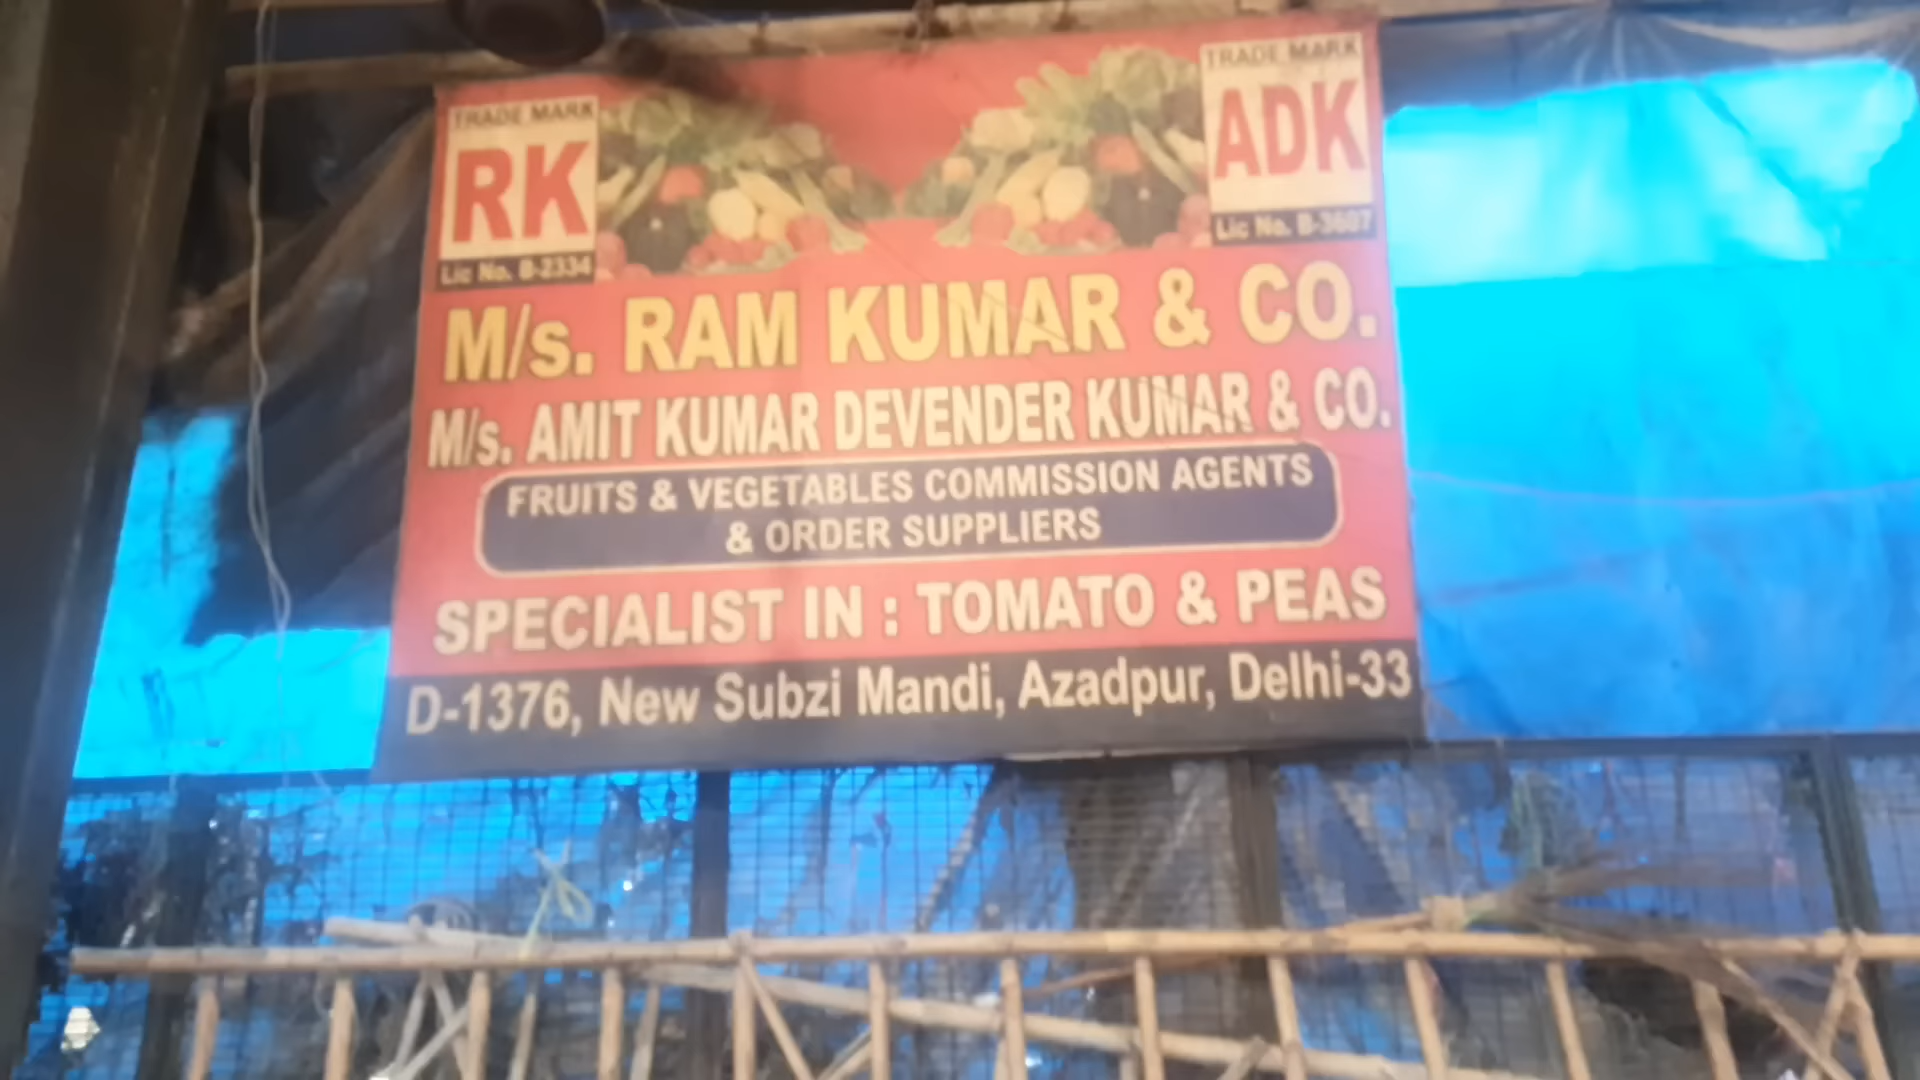 TRADE MARK
RK
Lic No. B-2334
TRADE MARK
ADK
Lic No. B-3607
M/s. RAM KUMAR & CO.
M/s. AMIT KUMAR DEVENDER KUMAR & CO.
FRUITS & VEGETABLES COMMISSION AGENTS
& ORDER SUPPLIERS
SPECIALIST IN : TOMATO & PEAS
D-1376, New Subzi Mandi, Azadpur, Delhi-33